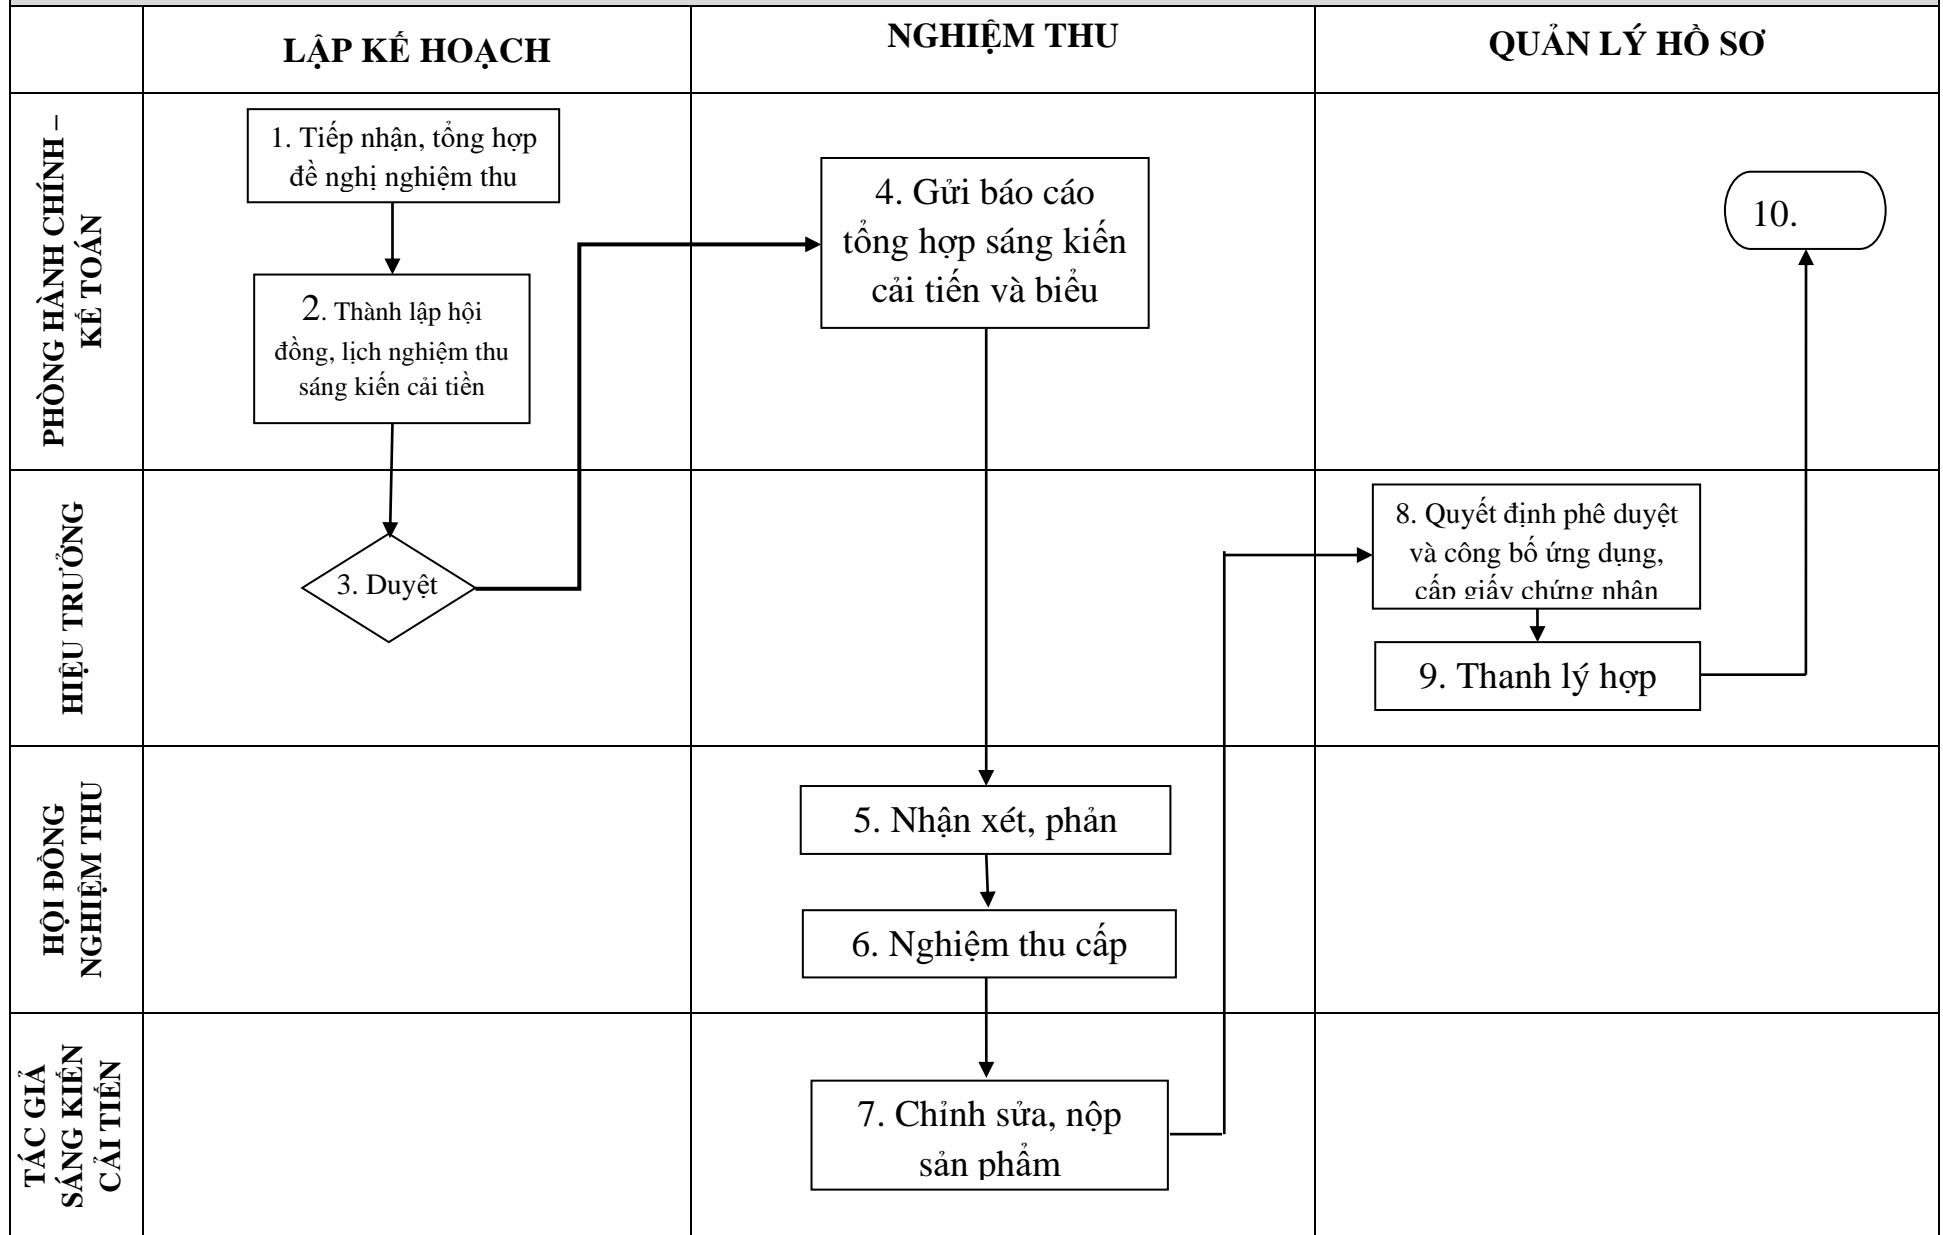 LẬP KẾ HOẠCH
NGHIỆM THU
QUẢN LÝ HỒ SƠ
PHÒNG HÀNH CHÍNH –
KẾ TOÁN
1. Tiếp nhận, tổng hợp
đề nghị nghiệm thu
2. Thành lập hội
đồng, lịch nghiệm thu
sáng kiến cải tiền
4. Gửi báo cáo
tổng hợp sáng kiến
cải tiến và biểu
10.
HIỆU TRƯỞNG
3. Duyệt
8. Quyết định phê duyệt
và công bố ứng dụng,
cấp giấy chứng nhận
9. Thanh lý hợp
HỘI ĐỒNG
NGHIỆM THU
5. Nhận xét, phản
6. Nghiệm thu cấp
TÁC GIẢ
SÁNG KIẾN
CẢI TIẾN
7. Chỉnh sửa, nộp
sản phẩm